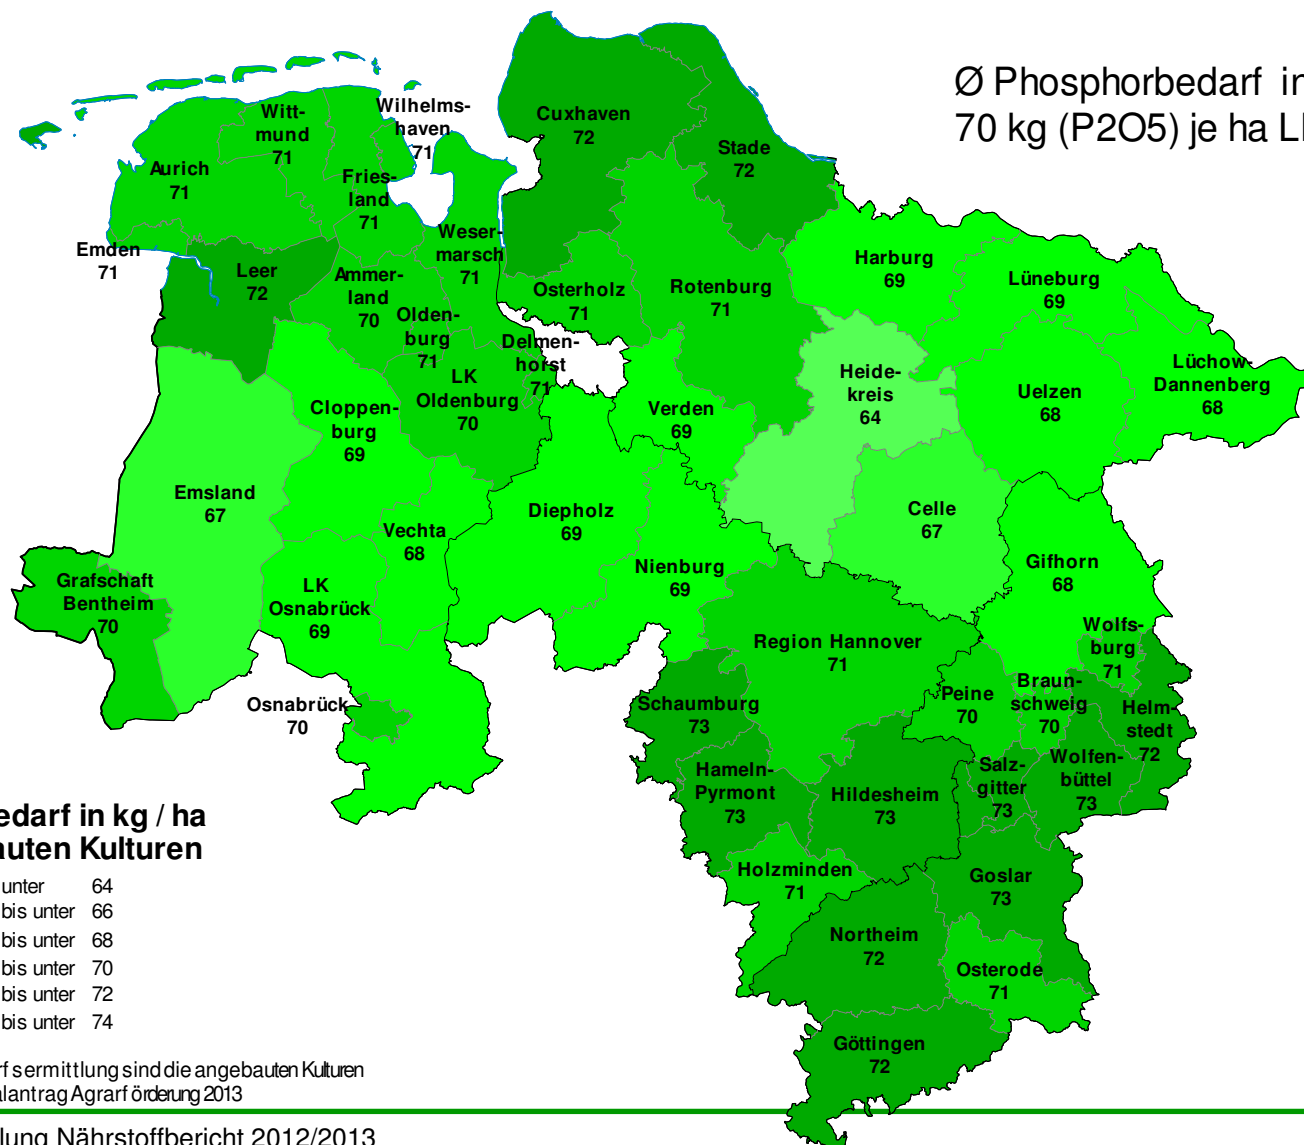 Ø Phosphorbedarf in
70 kg (P2O5) je ha
Cuxhaven
72
Stade
72
Witt-
mund
71
Wilhelms-
haven
71
Aurich
71
Fries-
land
71
Emden
71
Leer
72
Weser-
marsch
71
Ammer-
land
70
Olden-
burg
71
Osterholz
71
Rotenburg
71
Harburg
69
Lüneburg
69
Delmen-
horst
71
LK
Oldenburg
70
Lüchow-
Dannenberg
68
Heide-
kreis
64
Uelzen
68
Cloppen-
burg
69
Verden
69
Emsland
67
Vechta
68
Diepholz
69
Celle
67
Nienburg
69
Gifhorn
68
Grafschaft
Bentheim
70
LK
Osnabrück
69
Region Hannover
71
Wolfs-
burg
71
Osnabrück
70
Schaumburg
73
Peine
70
Braun-
schweig
70
Helm-
stedt
72
Hameln-
Pyrmont
73
Hildesheim
73
Salz-
gitter
73
Wolfen-
büttel
73
Holzminden
71
Goslar
73
Northeim
72
Osterode
71
Göttingen
72
edarf in kg / ha
auten Kulturen
unter 64
bis unter 66
bis unter 68
bis unter 70
bis unter 72
bis unter 74
rfsermittlung sind die angebauten Kulturen
alantrag Agrarförderung 2013
lung Nährstoffbericht 2012/2013